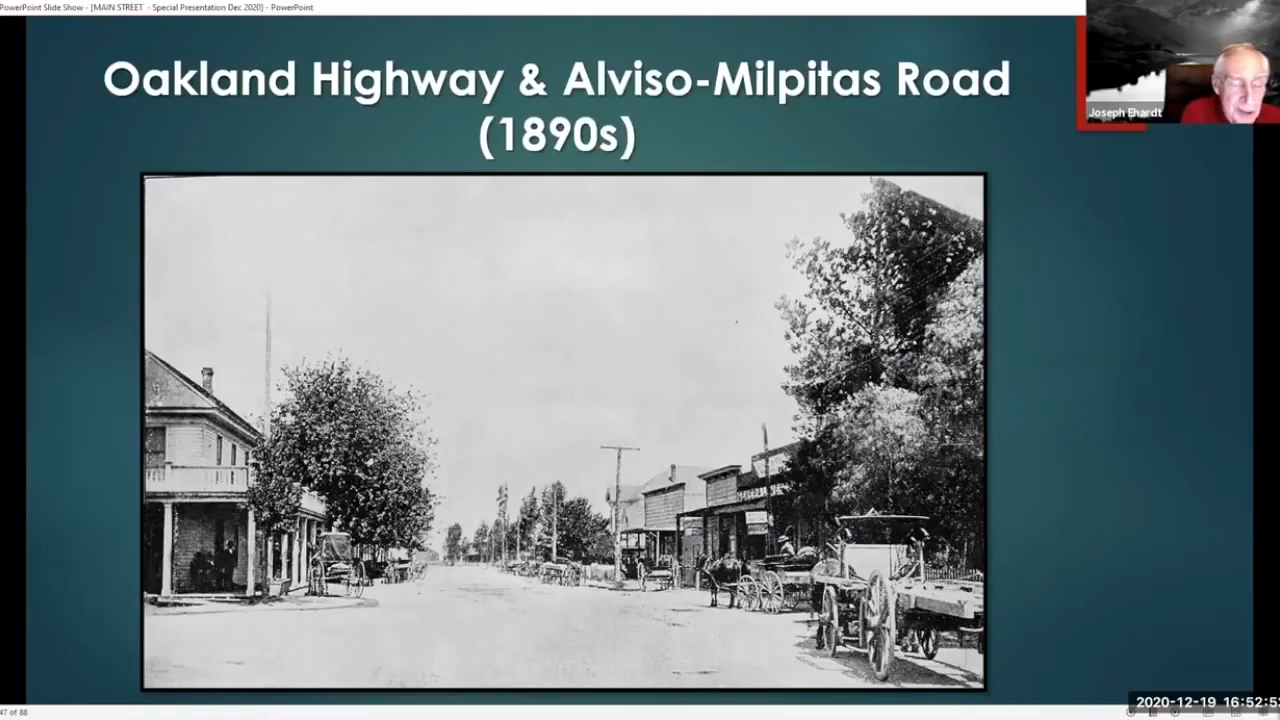 PowerPoint Slide Show - [MAIN STREET - Special Presentation Dec 2020] - PowerPoint
Oakland Highway & Alviso-Milpitas Road
(1890s)
Joseph Ehardt
2020-12-19 16:52:5
47 of 88